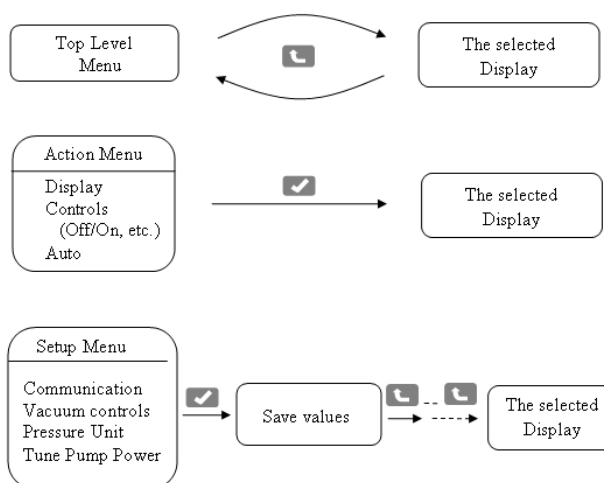 Top Level
Menu
The selected
Display
Action Menu
Display
Controls
(Off/On, etc.)
Auto
The selected
Display
Setup Menu
Communication
Vacuum controls
Pressure Unit
Tune Pump Power
Save values
The selected
Display